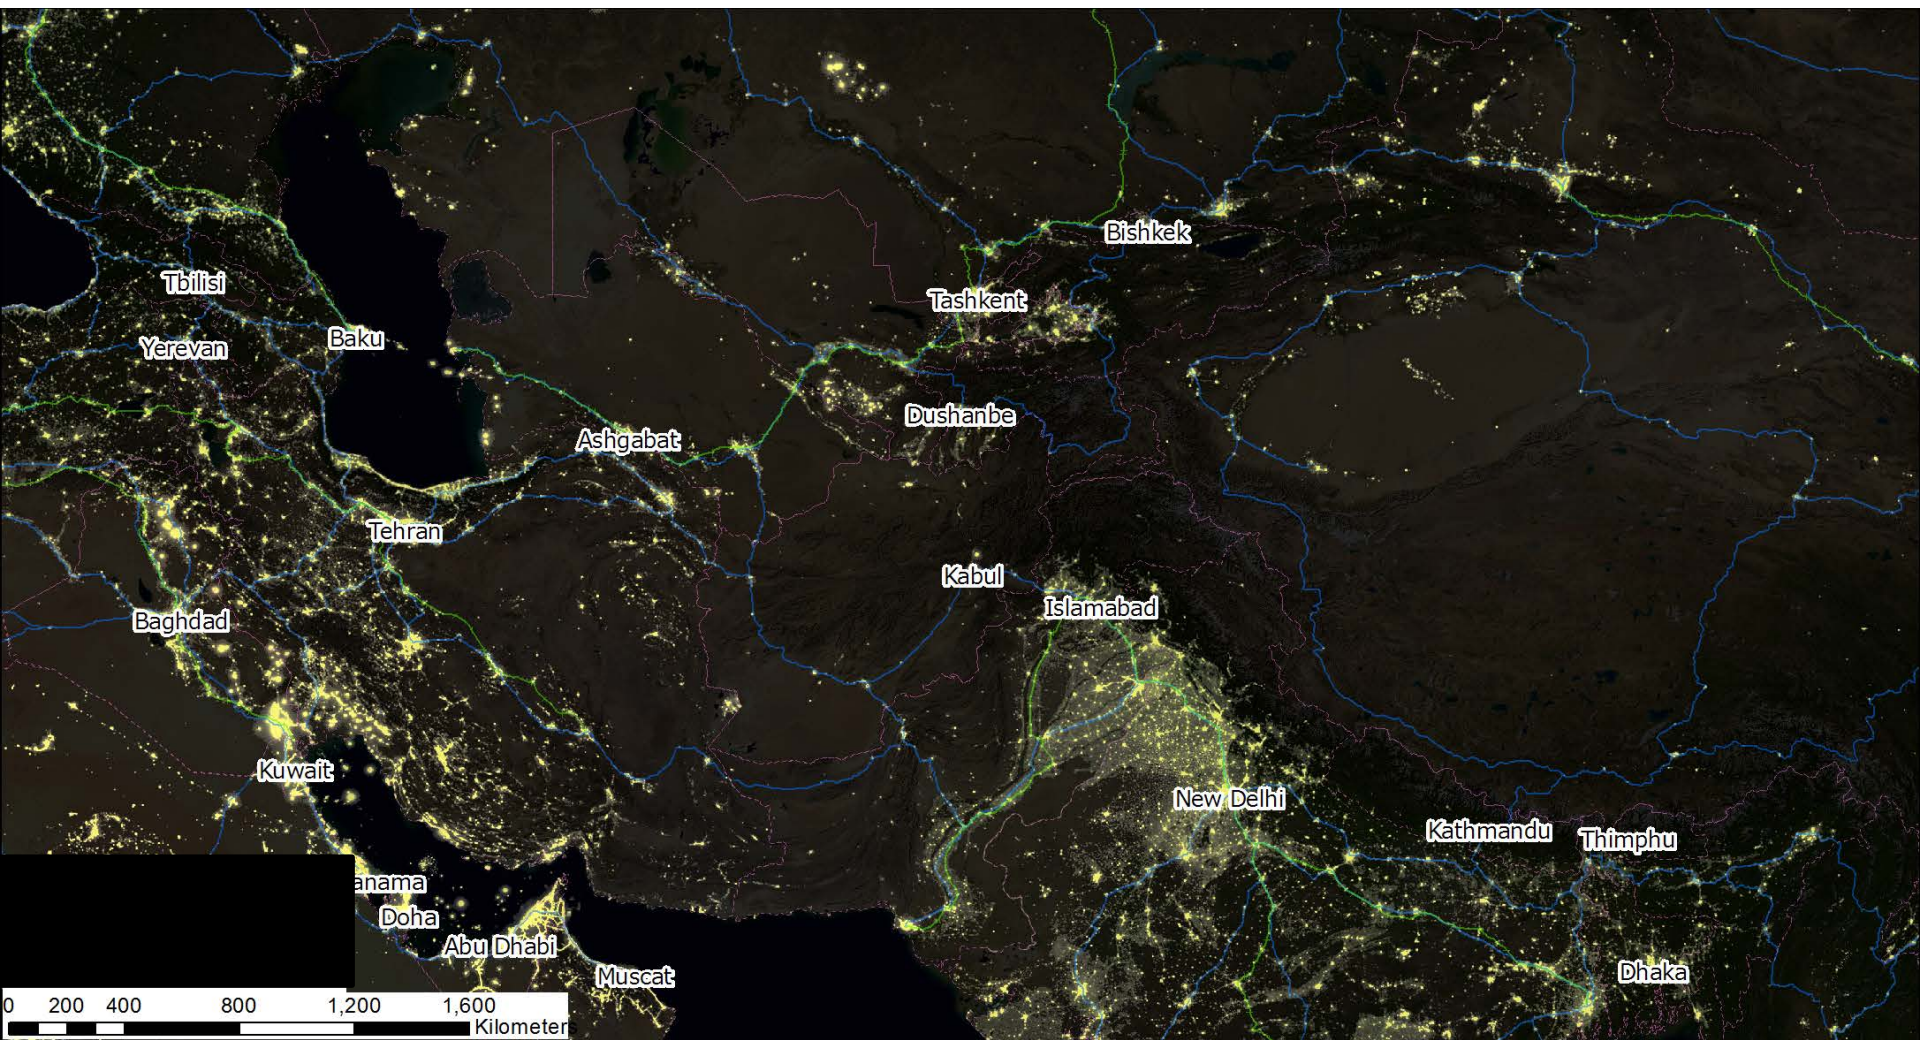 Bishkek
Tbilisi
Tashkent
Baku
Yerevan
Dushanbe
Ashgabat
Tehran
Kabul
Islamabad
Baghdad
Kuwait
New Delhi
Kathmandu
Thimphu
anama
Doha
Abu Dhabi
Dhaka
Muscat
0 200 400 800 1,200 1,600
Kilometers